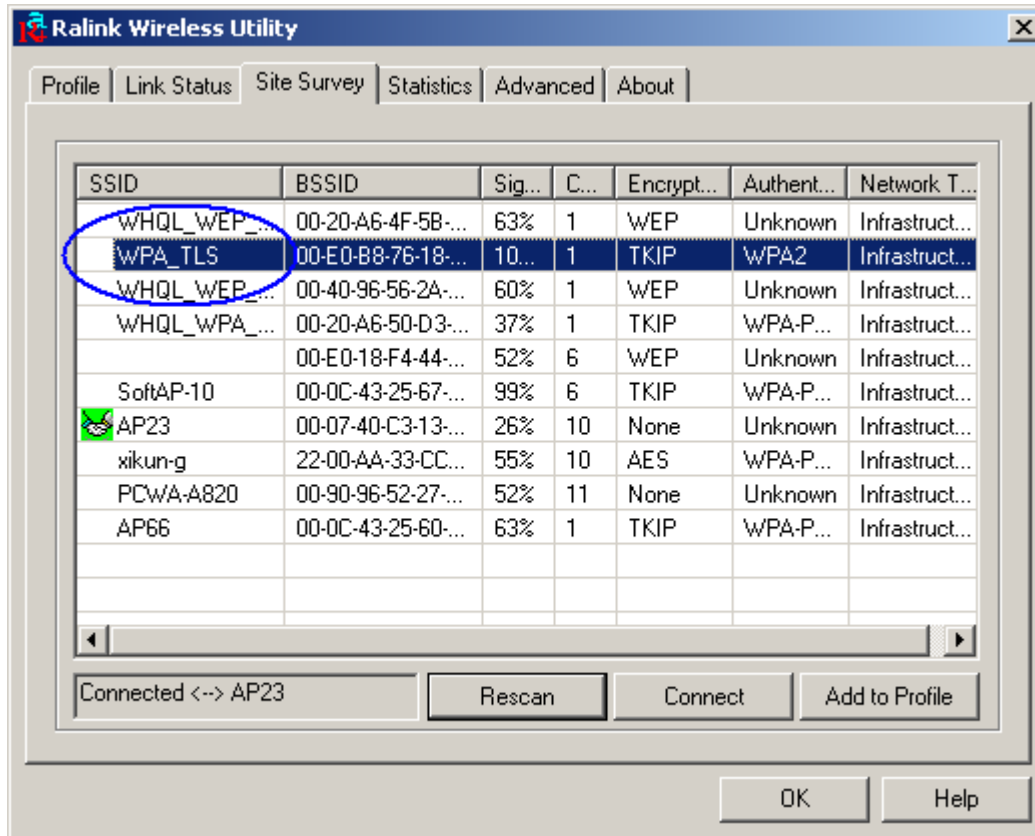 Ralink Wireless Utility
Profile Link Status Site Survey Statistics Advanced About
SSID BSSID Sig... C... Encrypt... Authent... Network T...
WHQL_WEP_... 00-20-A6-4F-5B-... 63% 1 WEP Unknown Infrastruct...
WPA_TLS 00-E0-B8-76-18-... 10... 1 TKIP WPA2 Infrastruct...
WHQL_WEP_... 00-40-96-56-2A-... 60% 1 WEP Unknown Infrastruct...
WHQL_WPA_... 00-20-A6-50-D3-... 37% 1 TKIP WPA-P... Infrastruct...
00-E0-18-F4-44-... 52% 6 WEP Unknown Infrastruct...
SoftAP-10 00-0C-43-25-67-... 99% 6 TKIP WPA-P... Infrastruct...
AP23 00-07-40-C3-13-... 26% 10 None Unknown Infrastruct...
xikun-g 22-00-AA-33-CC... 55% 10 AES WPA-P... Infrastruct...
PCWA-A820 00-90-96-52-27-... 52% 11 None Unknown Infrastruct...
AP66 00-0C-43-25-60-... 63% 1 TKIP WPA-P... Infrastruct...
Connected <--> AP23 Rescan Connect Add to Profile
OK Help